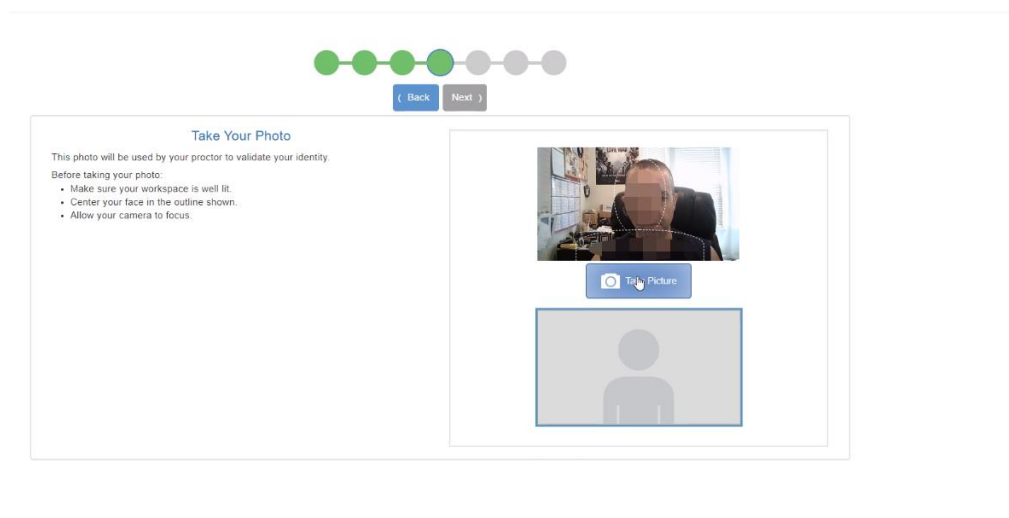 ( Back Next )
Take Your Photo
This photo will be used by your proctor to validate your identity.
Before taking your photo:
• Make sure your workspace is well lit.
• Center your face in the outline shown.
• Allow your camera to focus.
Take Picture